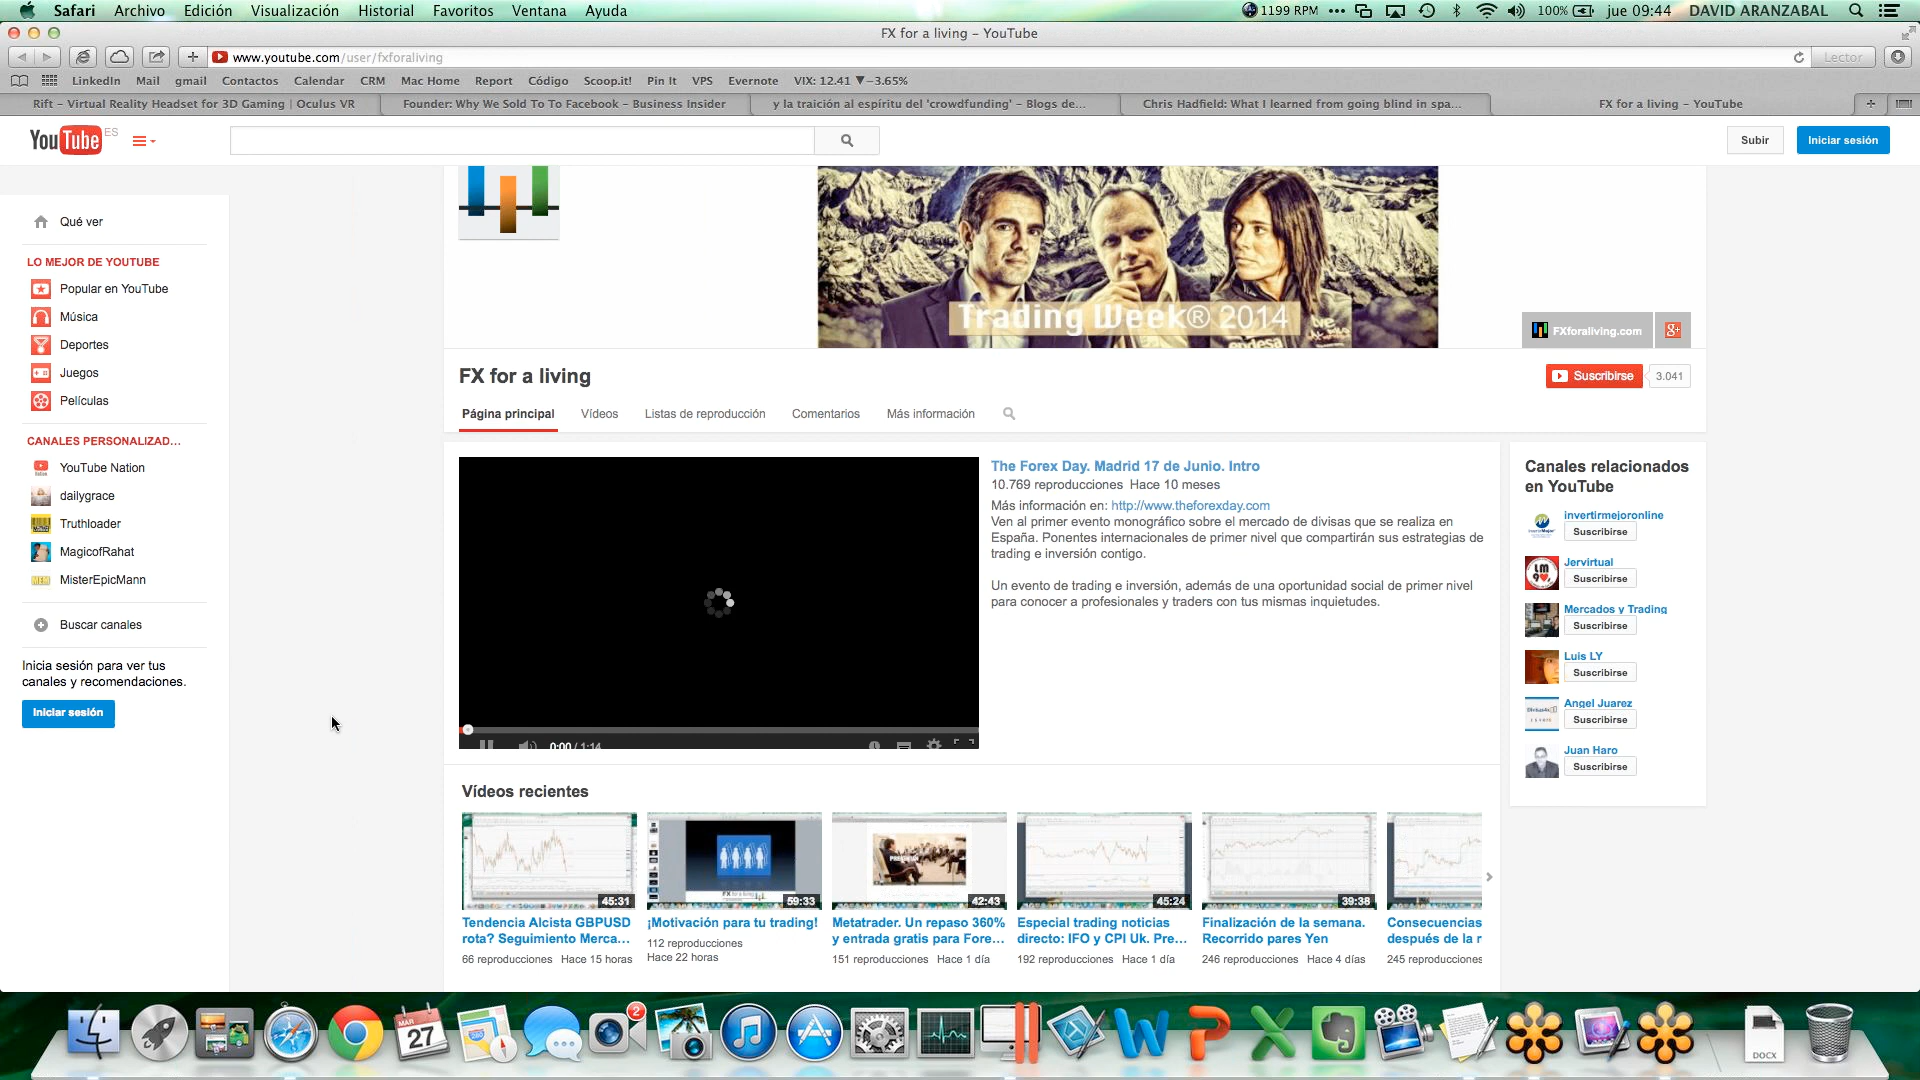 Safari Archivo Edición Visualización Historial Favoritos Ventana Ayuda 1199 RPM 100% jue 09:44 DAVID ARANZABAL
FX for a living – YouTube
www.youtube.com/user/fxforaliving Lector
LinkedIn Mail gmail Contactos Calendar CRM Mac Home Report Código Scoop.it! Pin It VPS Evernote VIX: 12.41 ▼−3.65%
Rift – Virtual Reality Headset for 3D Gaming | Oculus VR
Founder: Why We Sold To To Facebook – Business Insider
y la traición al espíritu del 'crowdfunding' – Blogs de...
Chris Hadfield: What I learned from going blind in spa...
FX for a living – YouTube
YouTube ES
Subir
Iniciar sesión
Qué ver
LO MEJOR DE YOUTUBE
Popular en YouTube
Música
Deportes
Juegos
Películas
CANALES PERSONALIZAD...
YouTube Nation
dailygrace
Truthloader
MagicofRahat
MisterEpicMann
Buscar canales
Inicia sesión para ver tus
canales y recomendaciones.
Iniciar sesión
Trading Week® 2014
endesa
FXforaliving.com
FX for a living
Suscribirse 3.041
Página principal Vídeos Listas de reproducción Comentarios Más información
0:00 / 1:14
The Forex Day. Madrid 17 de Junio. Intro
10.769 reproducciones Hace 10 meses
Más información en: http://www.theforexday.com
Ven al primer evento monográfico sobre el mercado de divisas que se realiza en
España. Ponentes internacionales de primer nivel que compartirán sus estrategias de
trading e inversión contigo.
Un evento de trading e inversión, además de una oportunidad social de primer nivel
para conocer a profesionales y traders con tus mismas inquietudes.
Canales relacionados
en YouTube
invertirmejoronline
Suscribirse
Jervirtual
Suscribirse
Mercados y Trading
Suscribirse
Luis LY
Suscribirse
Angel Juarez
Suscribirse
Juan Haro
Suscribirse
Vídeos recientes
45:31
Tendencia Alcista GBPUSD
rota? Seguimiento Merca...
66 reproducciones Hace 15 horas
59:33
¡Motivación para tu trading!
112 reproducciones
Hace 22 horas
42:43
Metatrader. Un repaso 360%
y entrada gratis para Fore...
151 reproducciones Hace 1 día
45:24
Especial trading noticias
directo: IFO y CPI Uk. Pre...
192 reproducciones Hace 1 día
39:38
Finalización de la semana.
Recorrido pares Yen
246 reproducciones Hace 4 días
Consecuencias
después de la r
245 reproducciones
MAR
27
2
DOCX